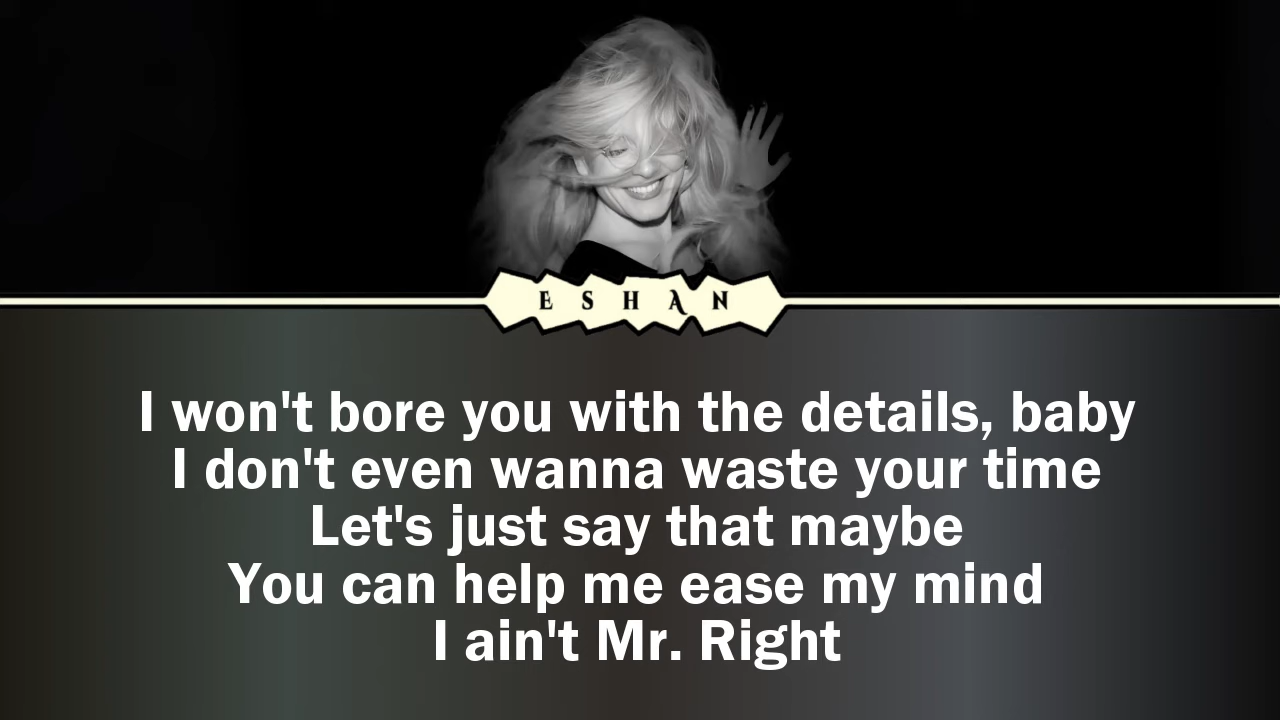 ESHAN
I won't bore you with the details, baby
I don't even wanna waste your time
Let's just say that maybe
You can help me ease my mind
I ain't Mr. Right